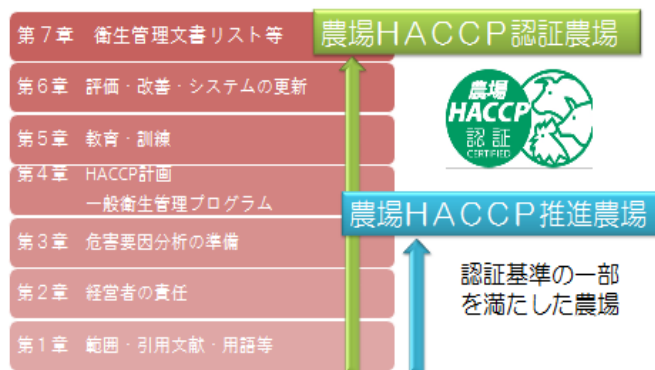 第７章　衛生管理文書リスト等
農場ＨＡＣＣＰ認証農場
第６章　評価・改善・システムの更新
農場
HACCP
認証
CERTIFIED
第５章　教育・訓練
第４章　HACCP計画
一般衛生管理プログラム
農場ＨＡＣＣＰ推進農場
第３章　危害要因分析の準備
認証基準の一部
を満たした農場
第２章　経営者の責任
第１章　範囲・引用文献・用語等